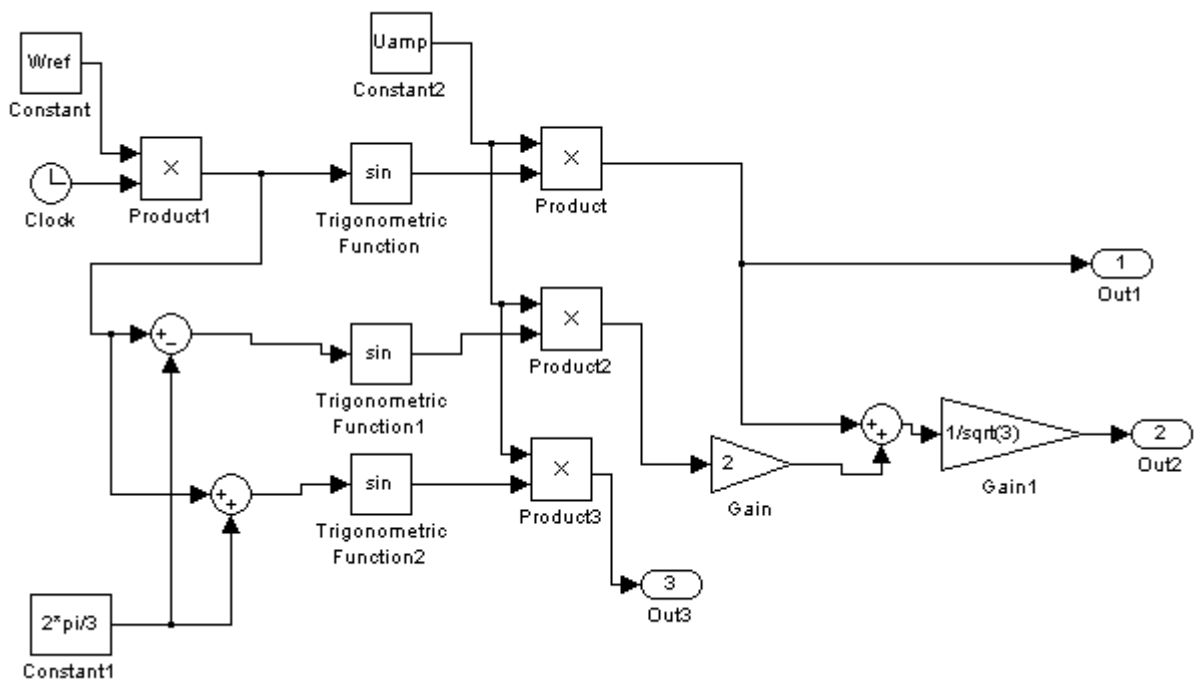 Wref
Constant
Uamp
Constant2
Clock
×
Product1
sin
Trigonometric
Function
×
Product
1
Out1
+
−
sin
Trigonometric
Function1
×
Product2
+
+
sin
Trigonometric
Function2
×
Product3
2
Gain
+
+
1/sqrt(3)
Gain1
2
Out2
3
Out3
2*pi/3
Constant1